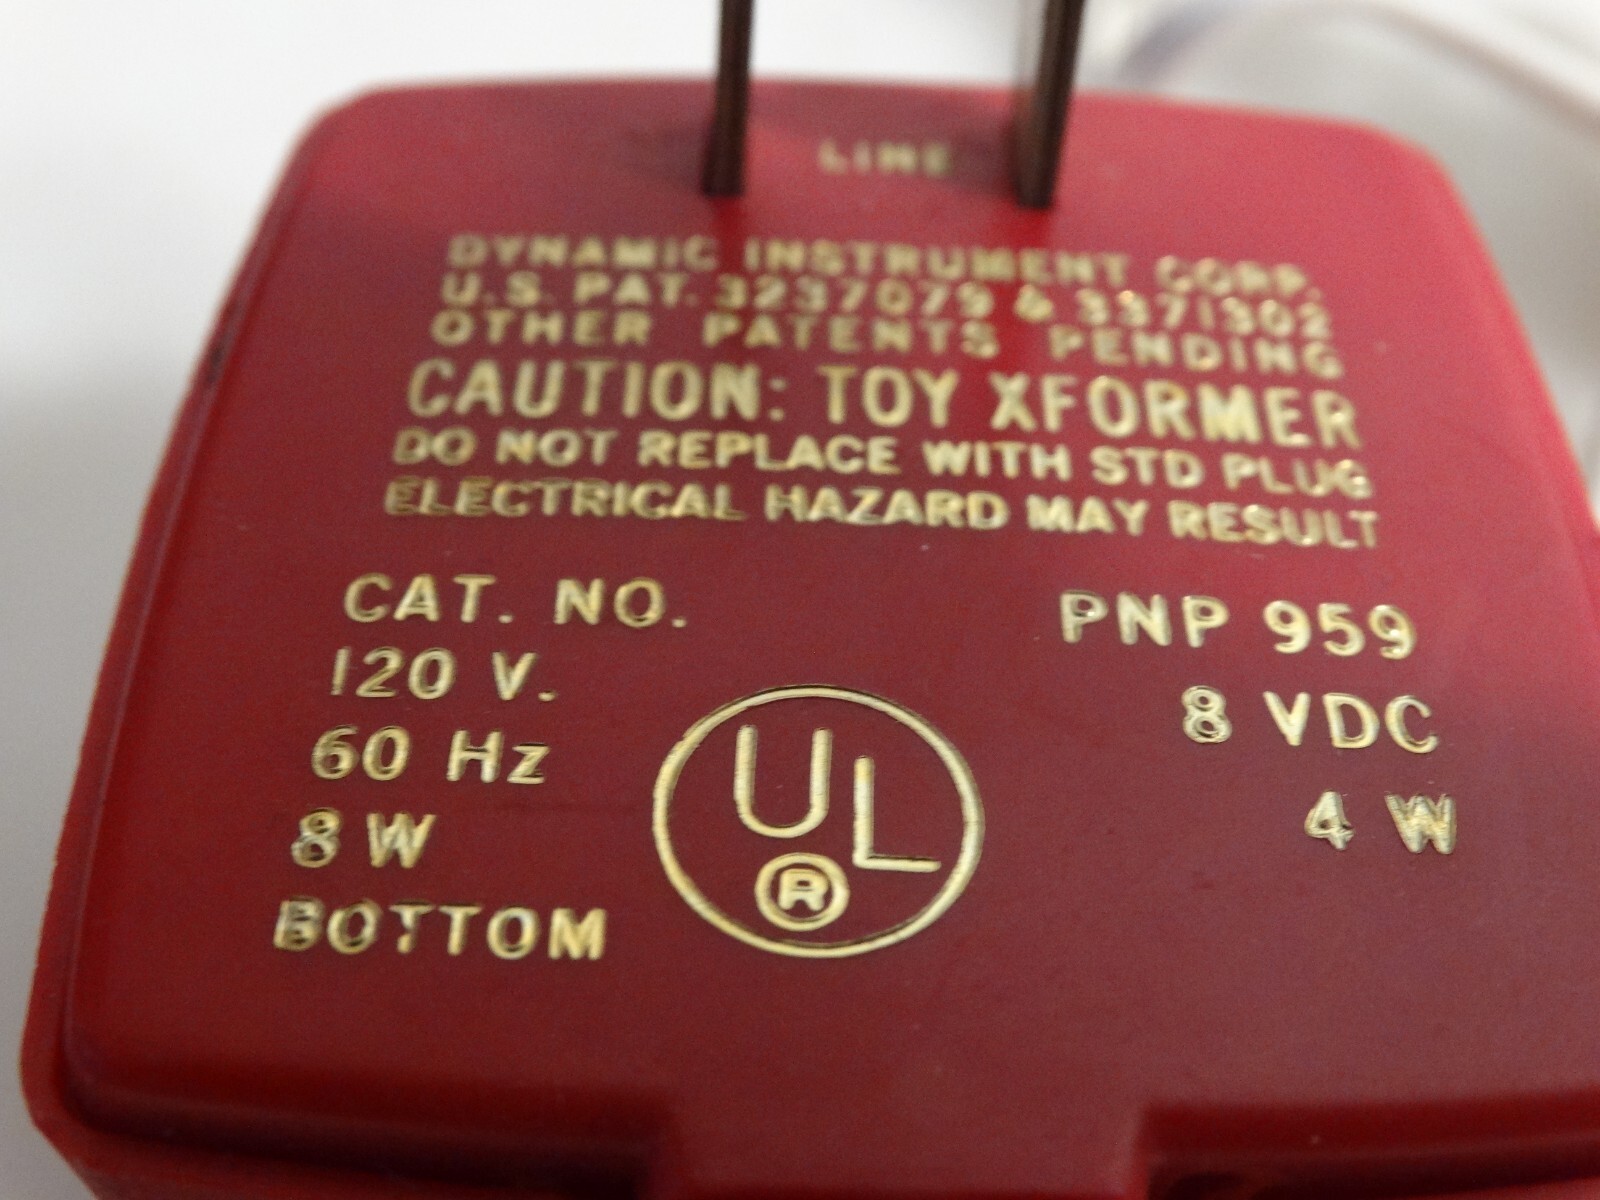 LINE
DYNAMIC INSTRUMENT CORP.
U.S. PAT. 3237079 & 3371302
OTHER PATENTS PENDING
CAUTION: TOY XFORMER
DO NOT REPLACE WITH STD PLUG
ELECTRICAL HAZARD MAY RESULT
CAT. NO. PNP 959
120 V. 8 VDC
60 Hz 4 W
8 W
BOTTOM
UL
®